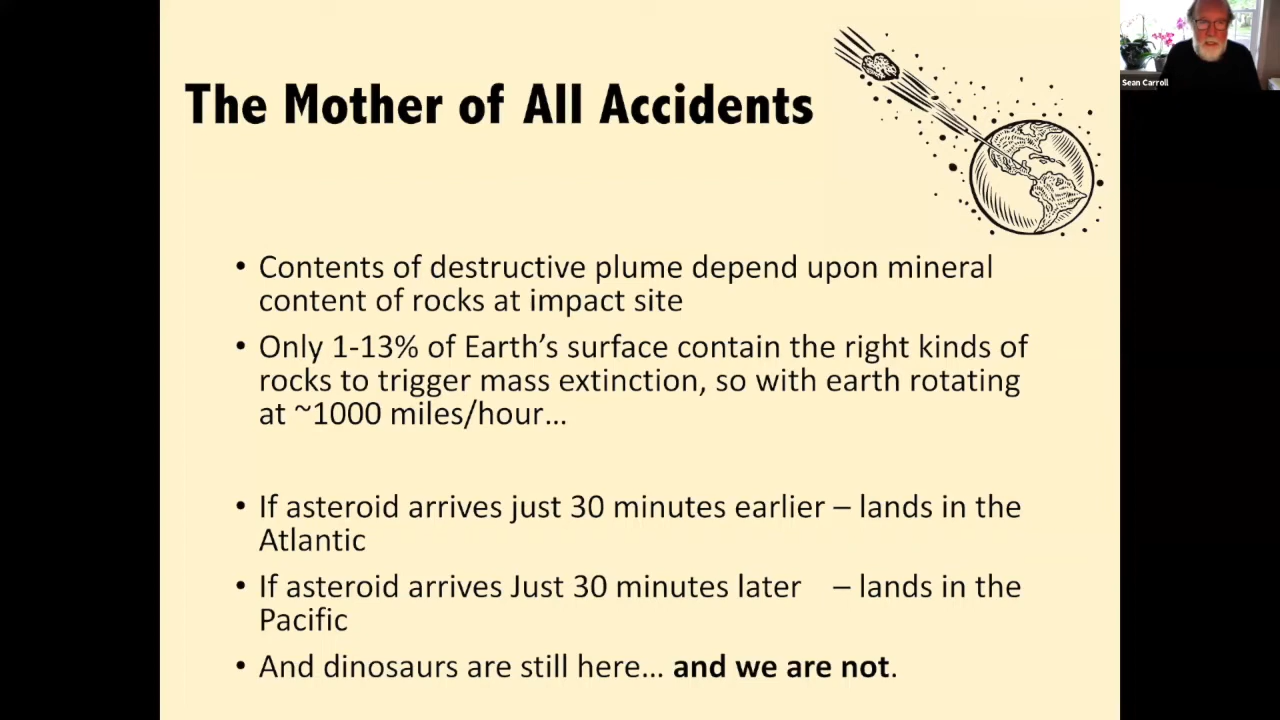 Sean Carroll
The Mother of All Accidents
• Contents of destructive plume depend upon mineral
content of rocks at impact site
• Only 1-13% of Earth’s surface contain the right kinds of
rocks to trigger mass extinction, so with earth rotating
at ~1000 miles/hour…
• If asteroid arrives just 30 minutes earlier – lands in the
Atlantic
• If asteroid arrives Just 30 minutes later – lands in the
Pacific
• And dinosaurs are still here… and we are not.